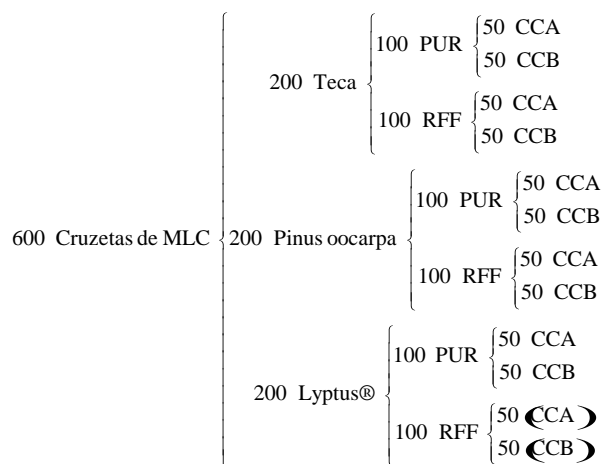 50 CCA
100 PUR
50 CCB
200 Teca
50 CCA
100 RFF
50 CCB
50 CCA
100 PUR
50 CCB
600 Cruzetas de MLC
200 Pinus oocarpa
50 CCA
100 RFF
50 CCB
50 CCA
100 PUR
50 CCB
200 Lyptus®
50 (CCA)
100 RFF
50 (CCB)